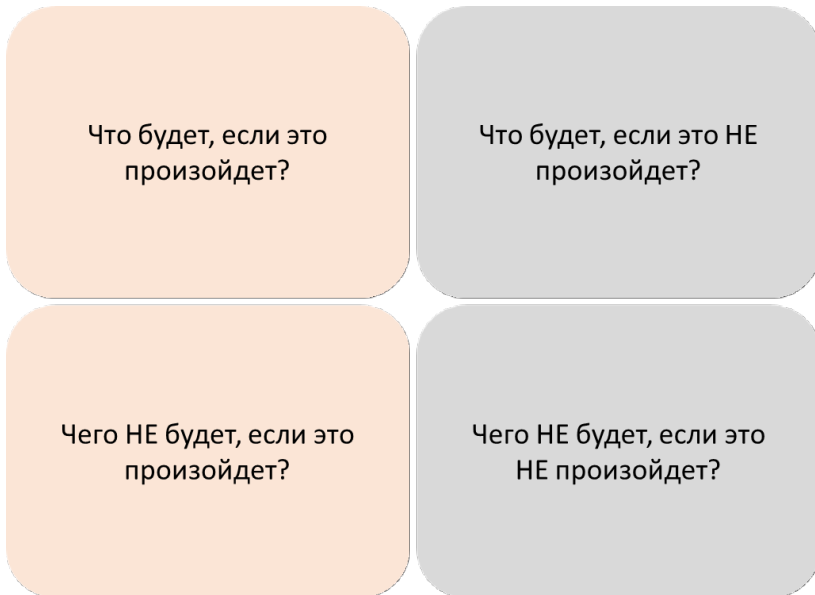 Что будет, если это
произойдет?
Что будет, если это НЕ
произойдет?
Чего НЕ будет, если это
произойдет?
Чего НЕ будет, если это
НЕ произойдет?